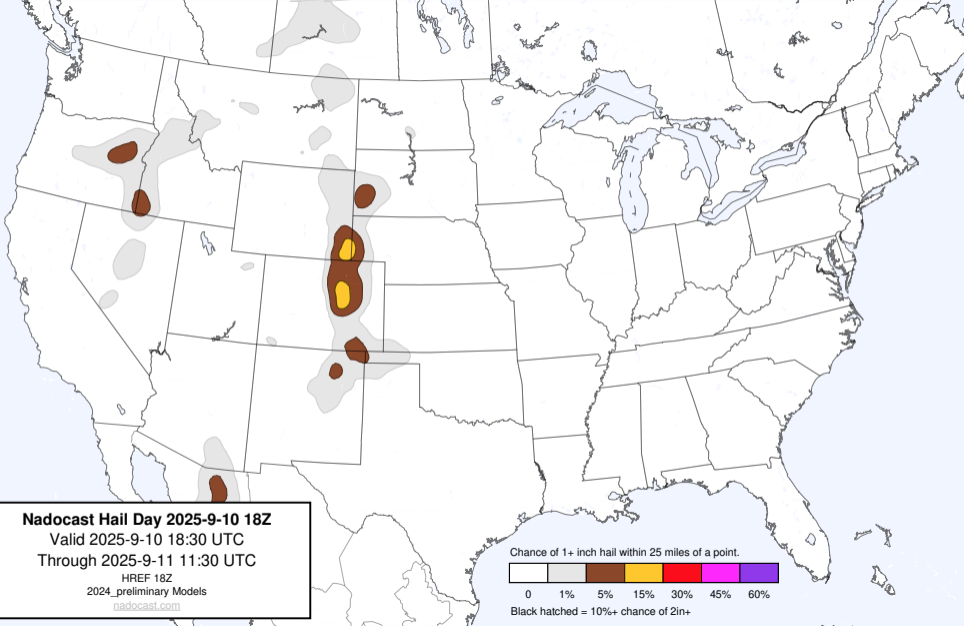 Nadocast Hail Day 2025-9-10 18Z
Valid 2025-9-10 18:30 UTC
Through 2025-9-11 11:30 UTC
HREF 18Z
2024_preliminary Models
nadocast.com
Chance of 1+ inch hail within 25 miles of a point.
0 1% 5% 15% 30% 45% 60%
Black hatched = 10%+ chance of 2in+